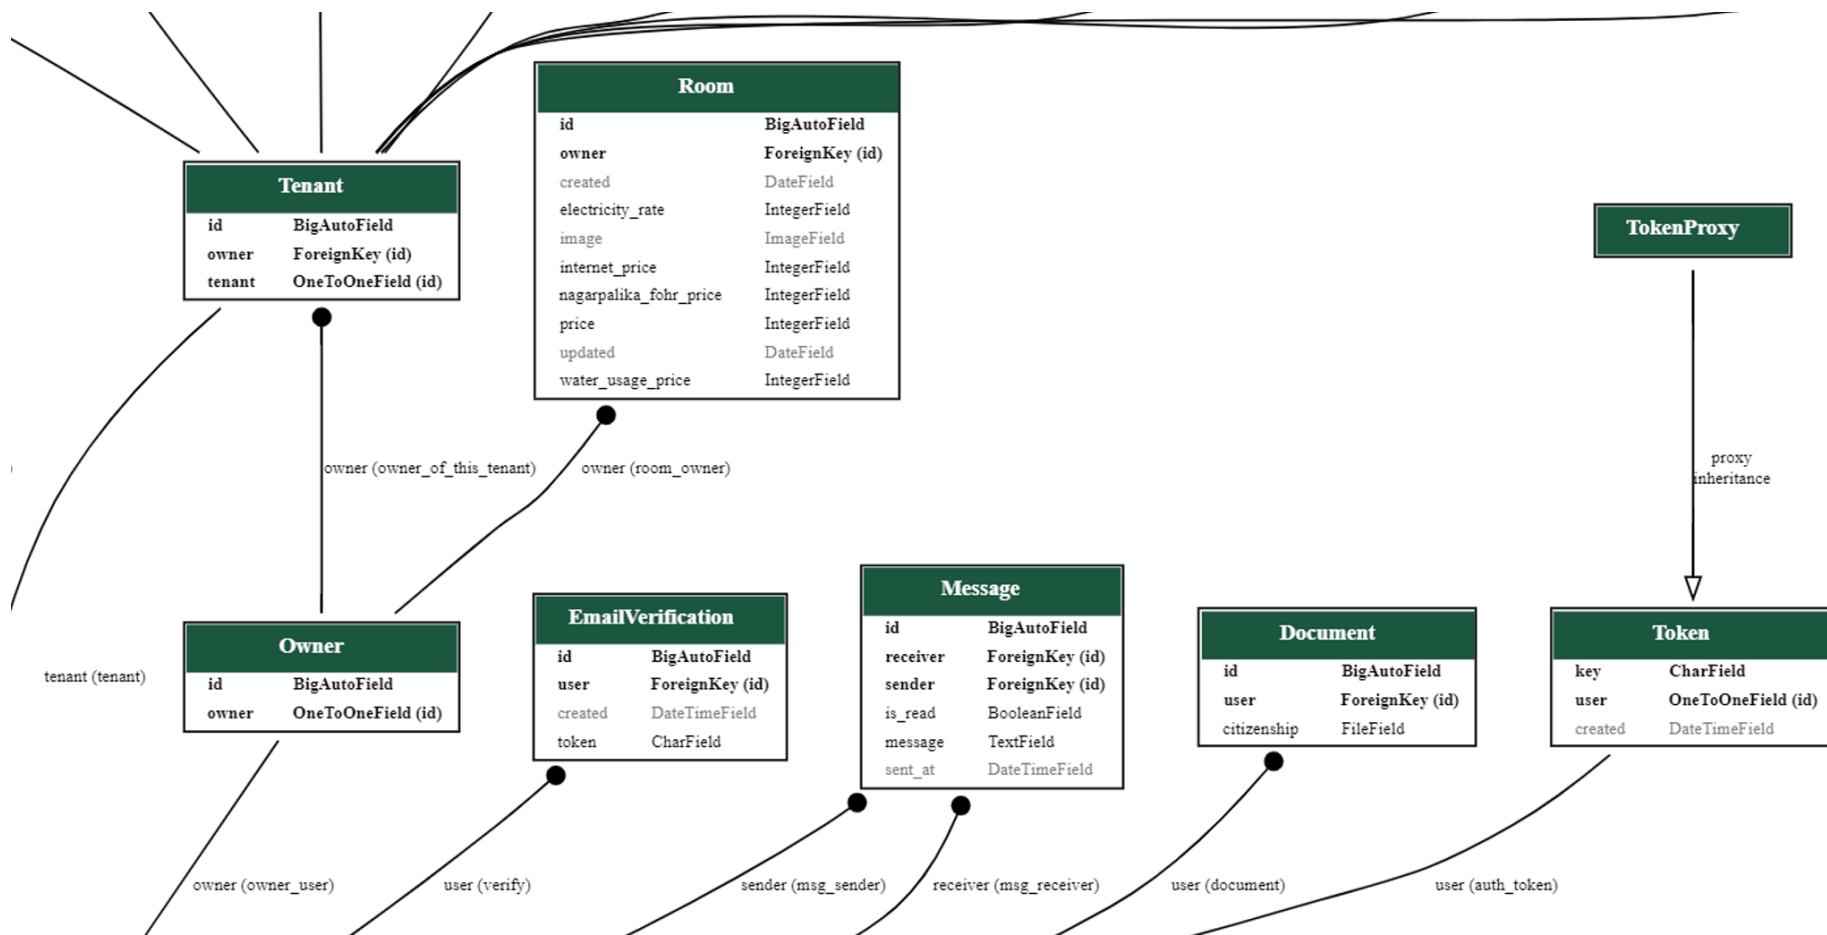 Room
id BigAutoField
owner ForeignKey (id)
created DateField
electricity_rate IntegerField
image ImageField
internet_price IntegerField
nagarpalika_fohr_price IntegerField
price IntegerField
updated DateField
water_usage_price IntegerField
Tenant
id BigAutoField
owner ForeignKey (id)
tenant OneToOneField (id)
TokenProxy
owner (owner_of_this_tenant)
owner (room_owner)
proxy
inheritance
tenant (tenant)
Owner
id BigAutoField
owner OneToOneField (id)
EmailVerification
id BigAutoField
user ForeignKey (id)
created DateTimeField
token CharField
Message
id BigAutoField
receiver ForeignKey (id)
sender ForeignKey (id)
is_read BooleanField
message TextField
sent_at DateTimeField
Document
id BigAutoField
user ForeignKey (id)
citizenship FileField
Token
key CharField
user OneToOneField (id)
created DateTimeField
owner (owner_user)
user (verify)
sender (msg_sender)
receiver (msg_receiver)
user (document)
user (auth_token)